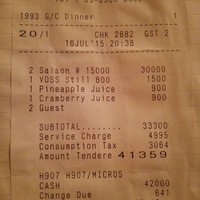 1993 G/C Dinner 1
20/1 CHK 2682 GST 2
16JUL'15 20:38
2 Saison W 15000 30000
1 VOSS Still 800 1500
1 Pineapple Juice 900
1 Cranberry Juice 900
2 Guest
SUBTOTAL........ 33300
Service Charge 4995
Consumption Tax 3064
Amount Tendere 41359
H907 H907/MICROS
CASH 42000
Change Due 641